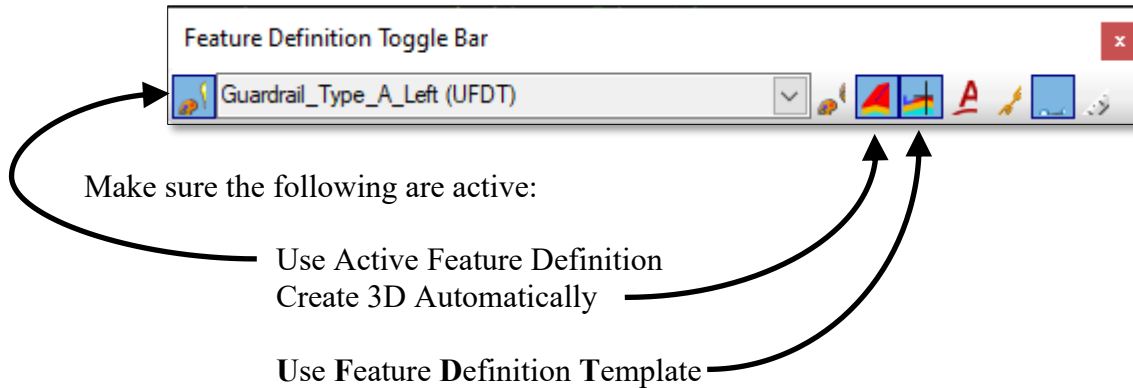 Feature Definition Toggle Bar
Guardrail_Type_A_Left (UFDT)
Make sure the following are active:
Use Active Feature Definition
Create 3D Automatically
Use Feature Definition Template